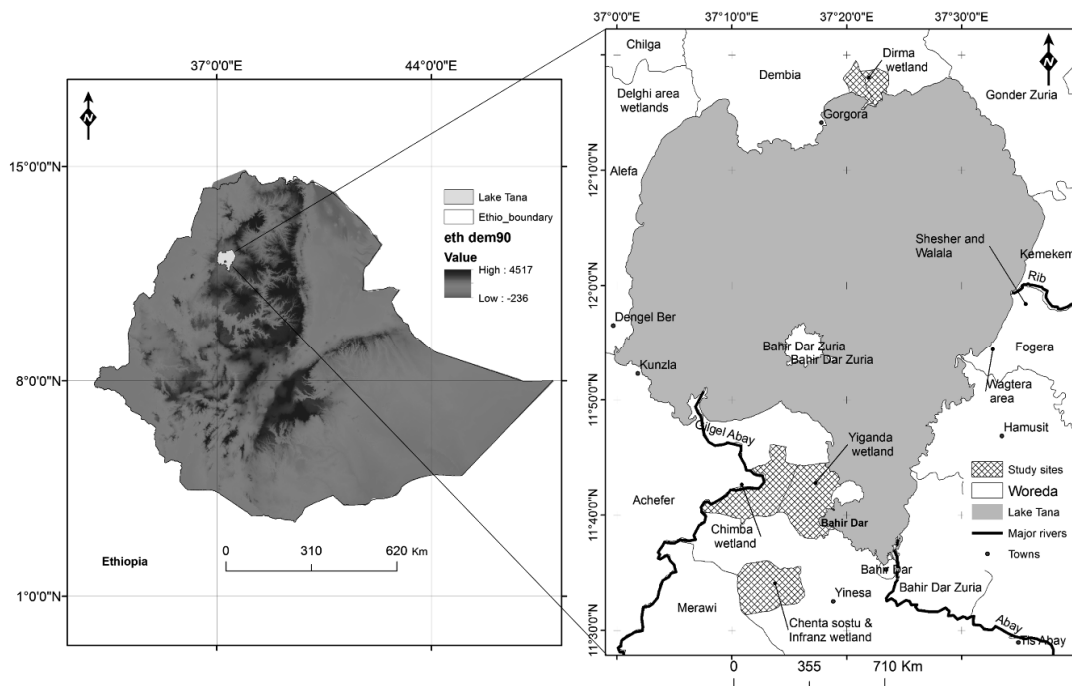 37°0'0"E 44°0'0"E
N
15°0'0"N
8°0'0"N
1°0'0"N
Lake Tana
Ethio_boundary
eth dem90
Value
High : 4517
Low : -236
Ethiopia
0 310 620 Km
37°0'0"E 37°10'0"E 37°20'0"E 37°30'0"E
12°10'0"N
12°0'0"N
11°50'0"N
11°40'0"N
11°30'0"N
N
Chilga
Dembia
Dirma
wetland
Delghi area
wetlands
Gonder Zuria
Gorgora
Alefa
Shesher and
Walala
Kemekem
Rib
Dengel Ber
Bahir Dar Zuria
Bahir Dar Zuria
Kunzla
Fogera
Wagtera
area
Gilgel Abay
Hamusit
Yiganda
wetland
Achefer
Chimba
wetland
Bahir Dar
Bahir Dar
Bahir Dar Zuria
Merawi
Yinesa
Chenta sostu &
Infranz wetland
Abay
Tis Abay
Study sites
Woreda
Lake Tana
Major rivers
Towns
0 355 710 Km